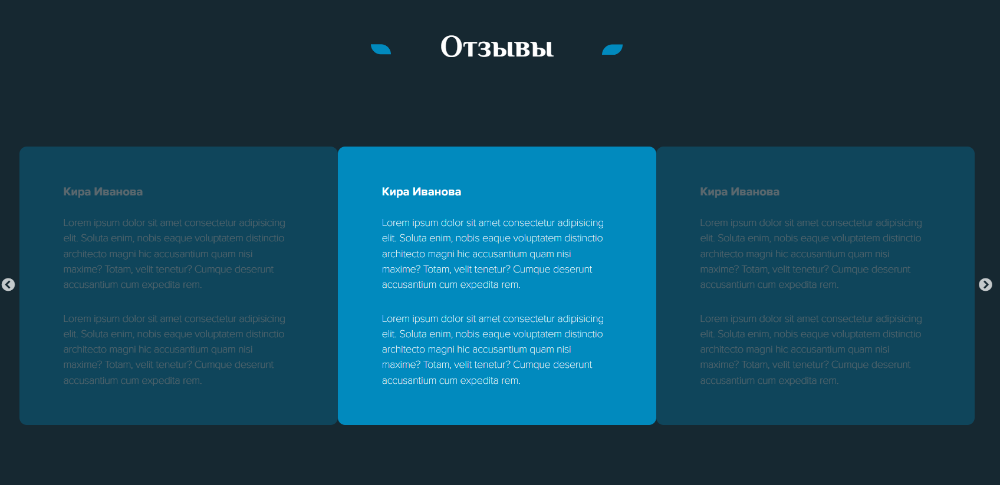 Отзывы
Кира Иванова
Lorem ipsum dolor sit amet consectetur adipisicing
elit. Soluta enim, nobis eaque voluptatem distinctio
architecto magni hic accusantium quam nisi
maxime? Totam, velit tenetur? Cumque deserunt
accusantium cum expedita rem.
Lorem ipsum dolor sit amet consectetur adipisicing
elit. Soluta enim, nobis eaque voluptatem distinctio
architecto magni hic accusantium quam nisi
maxime? Totam, velit tenetur? Cumque deserunt
accusantium cum expedita rem.
Кира Иванова
Lorem ipsum dolor sit amet consectetur adipisicing
elit. Soluta enim, nobis eaque voluptatem distinctio
architecto magni hic accusantium quam nisi
maxime? Totam, velit tenetur? Cumque deserunt
accusantium cum expedita rem.
Lorem ipsum dolor sit amet consectetur adipisicing
elit. Soluta enim, nobis eaque voluptatem distinctio
architecto magni hic accusantium quam nisi
maxime? Totam, velit tenetur? Cumque deserunt
accusantium cum expedita rem.
Кира Иванова
Lorem ipsum dolor sit amet consectetur adipisicing
elit. Soluta enim, nobis eaque voluptatem distinctio
architecto magni hic accusantium quam nisi
maxime? Totam, velit tenetur? Cumque deserunt
accusantium cum expedita rem.
Lorem ipsum dolor sit amet consectetur adipisicing
elit. Soluta enim, nobis eaque voluptatem distinctio
architecto magni hic accusantium quam nisi
maxime? Totam, velit tenetur? Cumque deserunt
accusantium cum expedita rem.